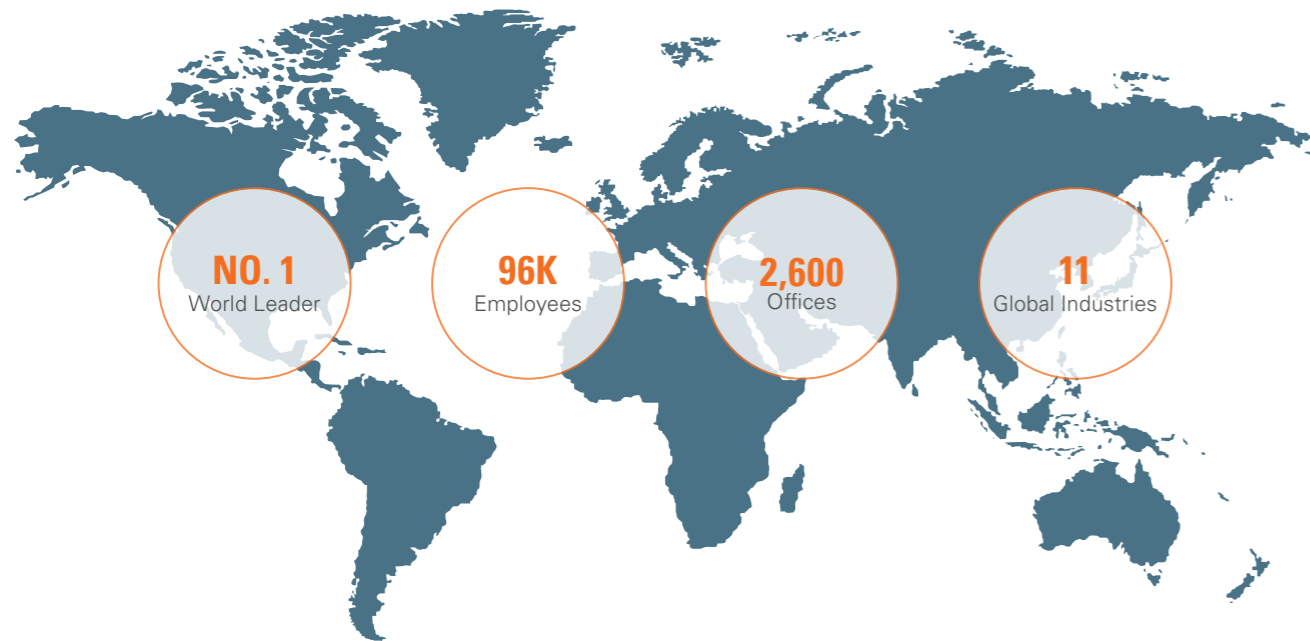 NO. 1
World Leader
96K
Employees
2,600
Offices
11
Global Industries